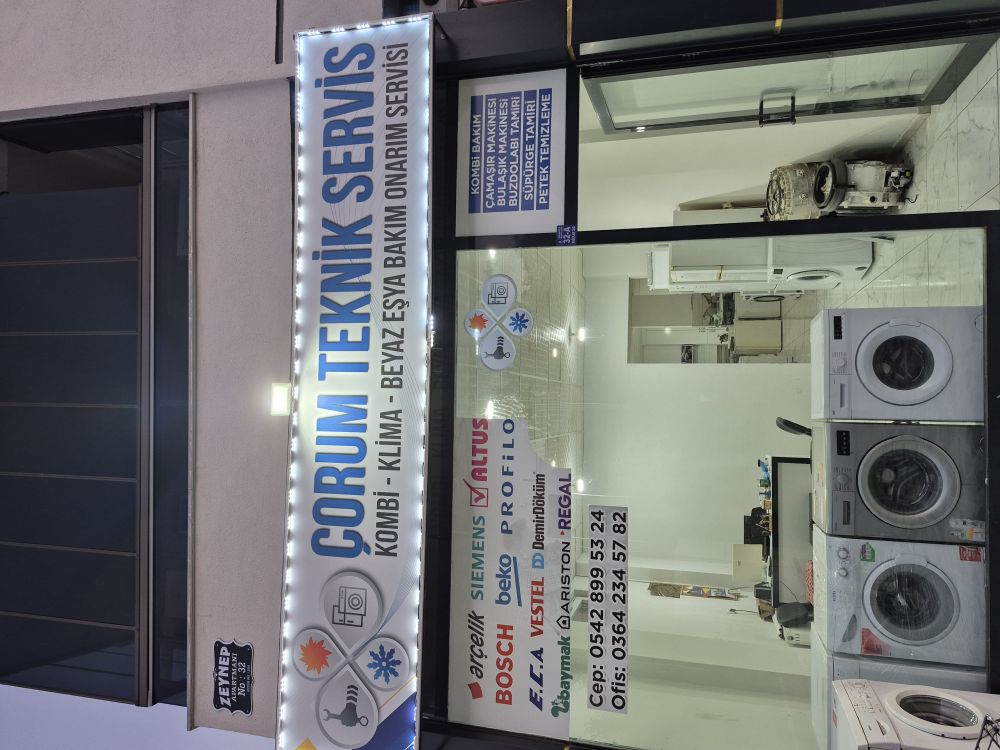 ZEYNEP
APARTMANI
No : 32
ÇORUM TEKNİK SERVİS
KOMBİ - KLİMA - BEYAZ EŞYA BAKIM ONARIM SERVİSİ
arçelik SIEMENS ALTUS
BOSCH beko PROFiLO
E.C.A VESTEL DD DemirDöküm
baymak ARISTON REGAL
Cep: 0542 899 53 24
Ofis: 0364 234 57 82
KOMBİ BAKIM
ÇAMAŞIR MAKİNESİ
BULAŞIK MAKİNESİ
BUZDOLABI TAMİRİ
SÜPÜRGE TAMİRİ
PETEK TEMİZLEME
32-A